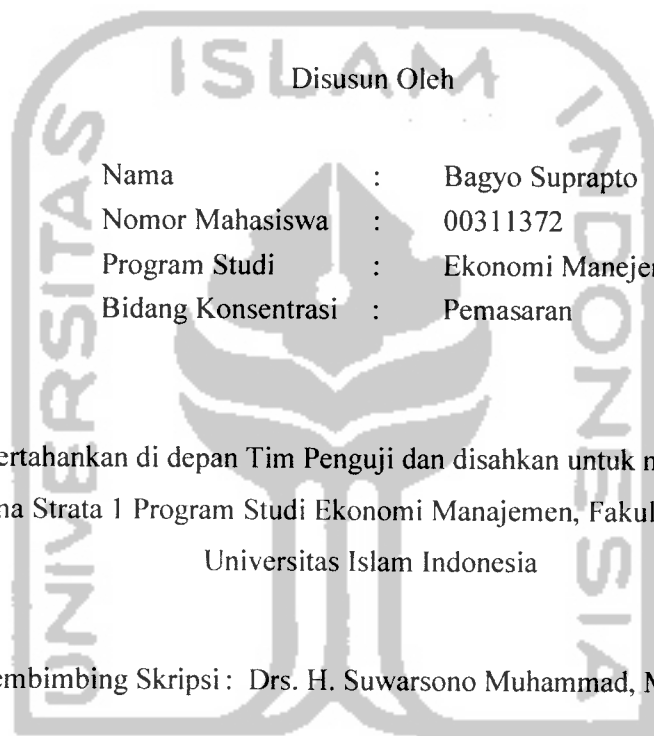 UNIVERSITAS ISLAM INDONESIA
Disusun Oleh
Nama : Bagyo Suprapto
Nomor Mahasiswa : 00311372
Program Studi : Ekonomi Manejer
Bidang Konsentrasi : Pemasaran
ertahankan di depan Tim Penguji dan disahkan untuk n
na Strata 1 Program Studi Ekonomi Manajemen, Fakul
Universitas Islam Indonesia
embimbing Skripsi : Drs. H. Suwarsono Muhammad, M